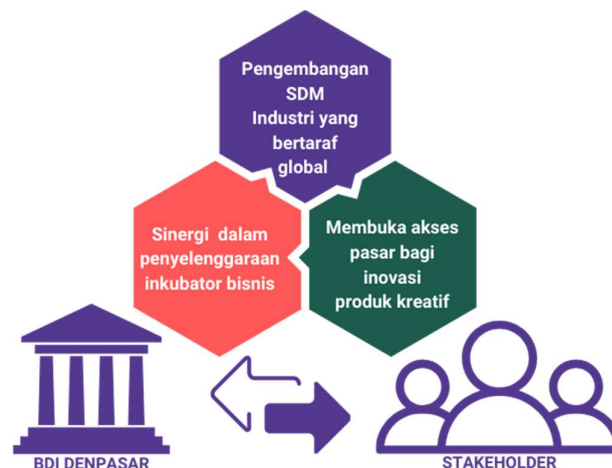 Pengembangan
SDM
Industri yang
bertaraf
global
Sinergi dalam
penyelenggaraan
inkubator bisnis
Membuka akses
pasar bagi
inovasi
produk kreatif
BDI DENPASAR
STAKEHOLDER